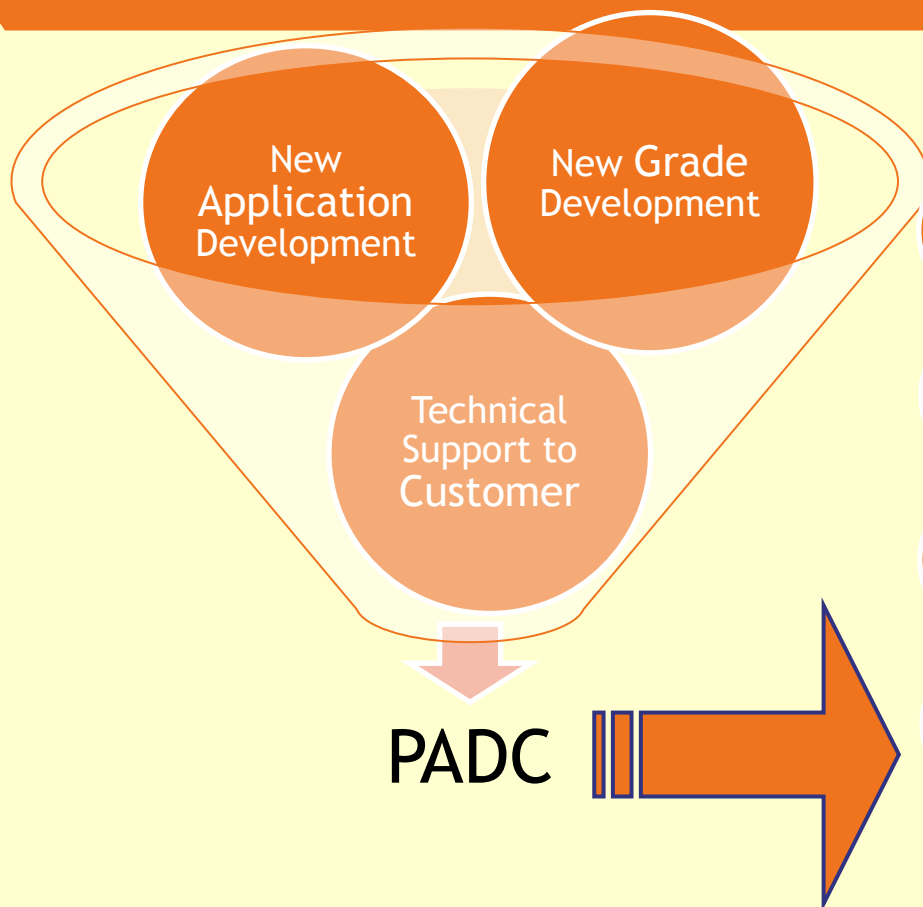 New
Application
Development
New Grade
Development
Technical
Support to
Customer
PADC